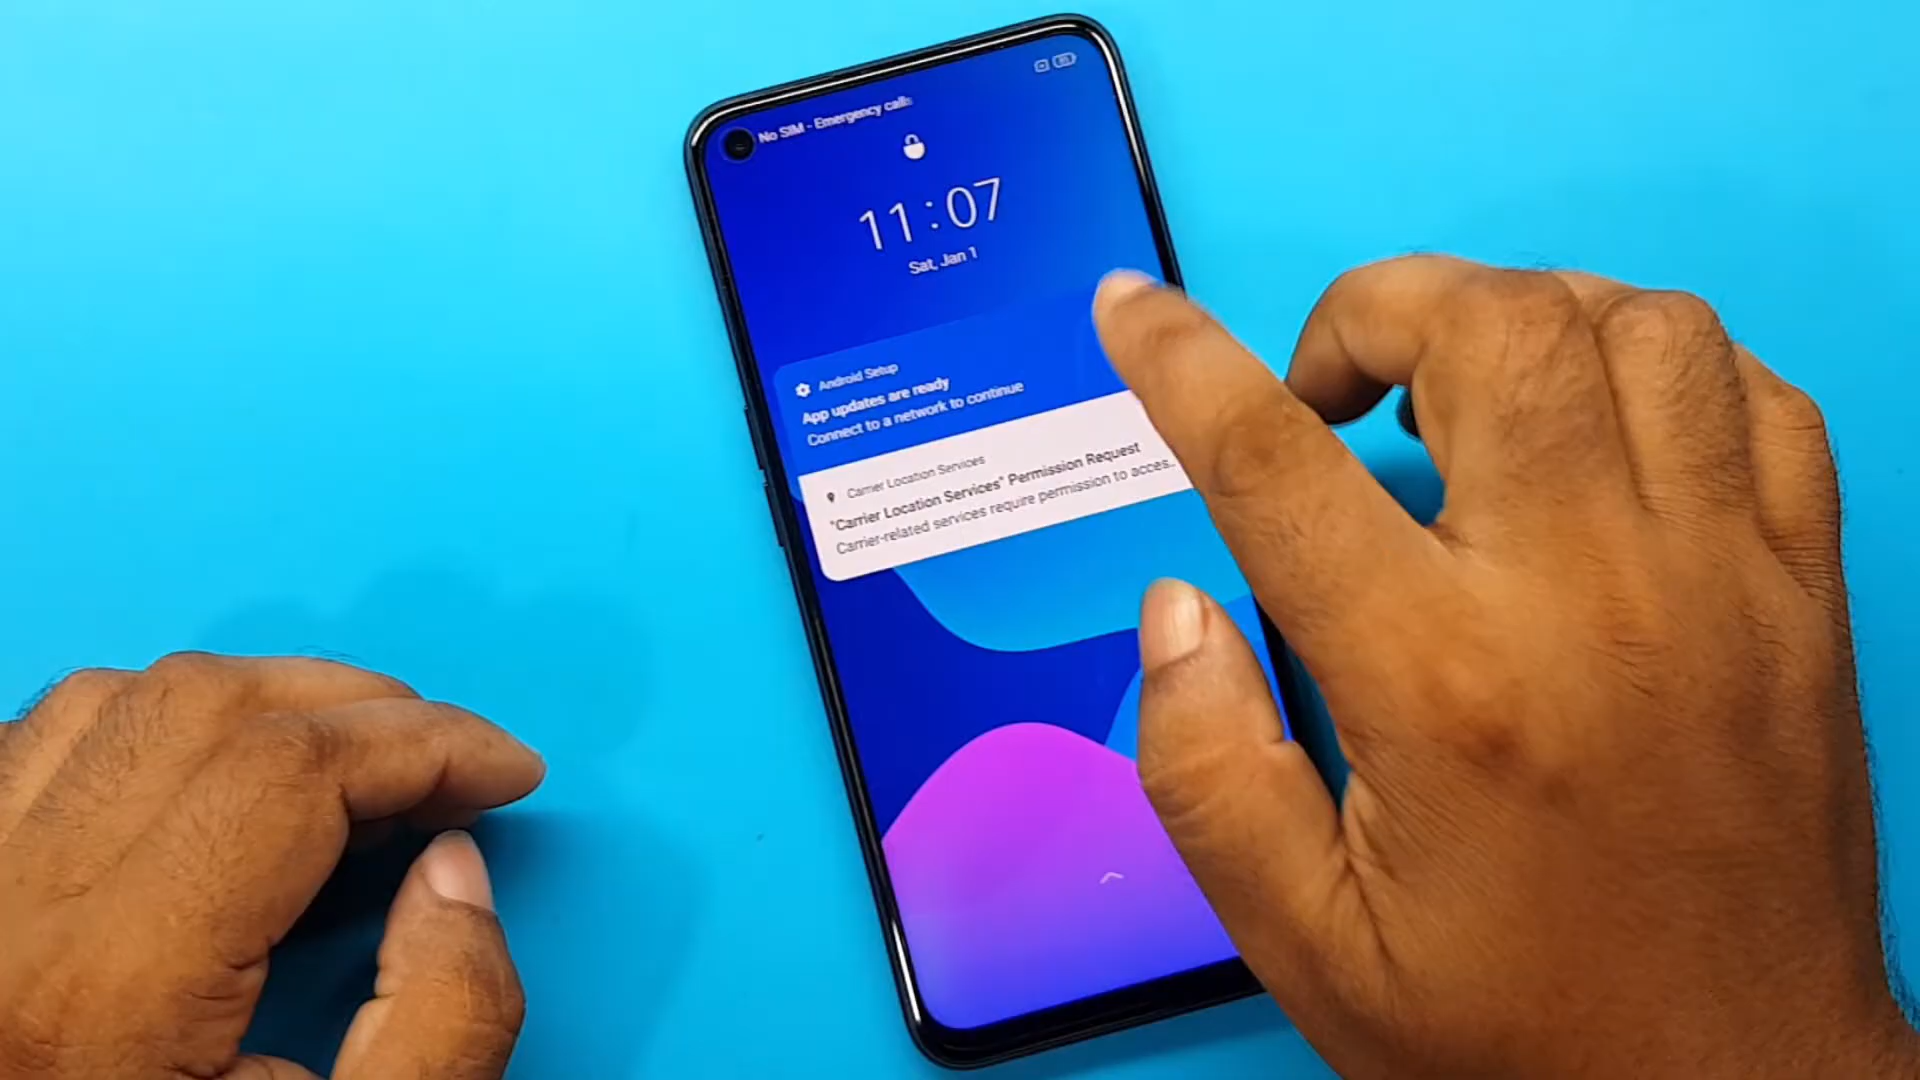 No SIM - Emergency calls
11:07
Sat, Jan 1
Android Setup
App updates are ready
Connect to a network to continue
Carrier Location Services
"Carrier Location Services" Permission Request
Carrier-related services require permission to acces...